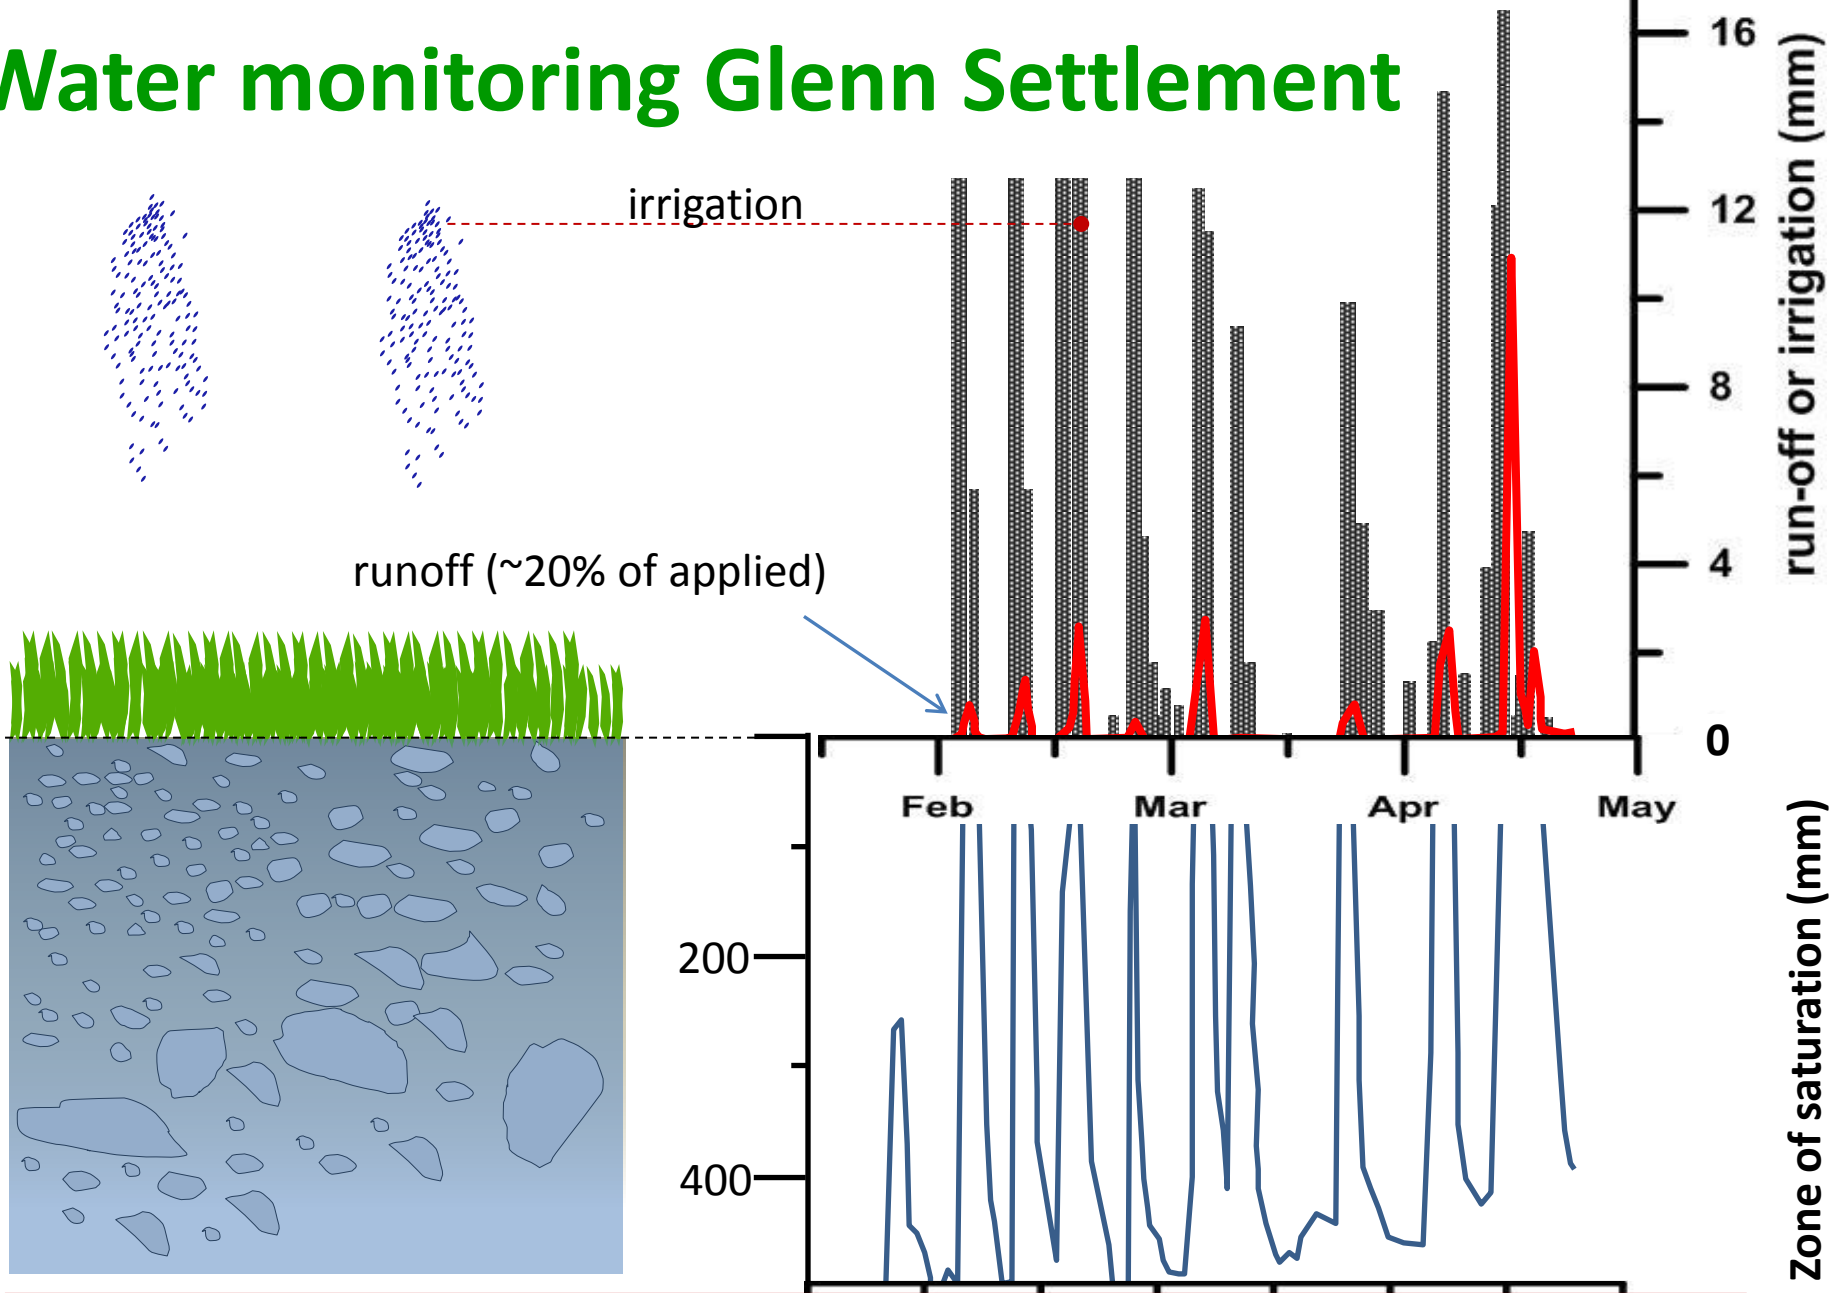 Water monitoring Glenn Settlement
irrigation
runoff (~20% of applied)
16
12
8
4
0
run-off or irrigation (mm)
Feb Mar Apr May
200
400
Zone of saturation (mm)